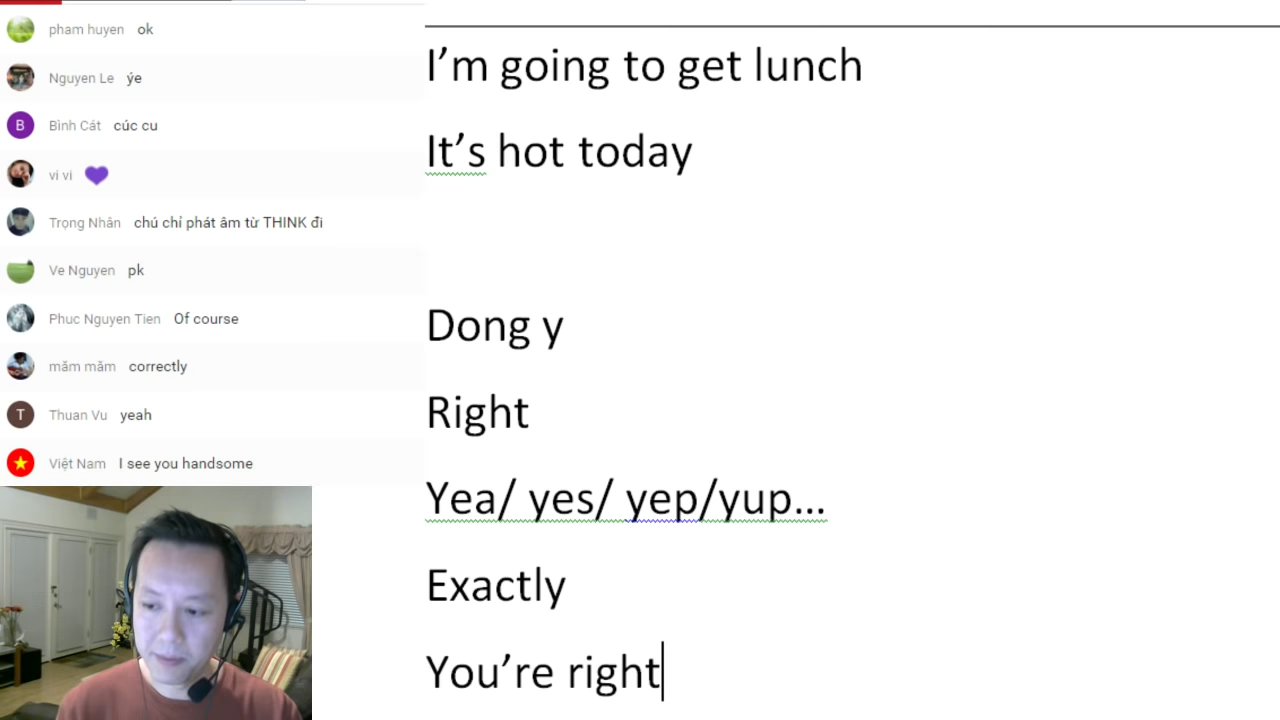 pham huyen ok
Nguyen Le ýe
B Bình Cát cúc cu
vi vi
Trọng Nhân chú chỉ phát âm từ THINK đi
Ve Nguyen pk
Phuc Nguyen Tien Of course
măm măm correctly
T Thuan Vu yeah
Việt Nam I see you handsome
I'm going to get lunch
It's hot today
Dong y
Right
Yea/ yes/ yep/yup...
Exactly
You're right